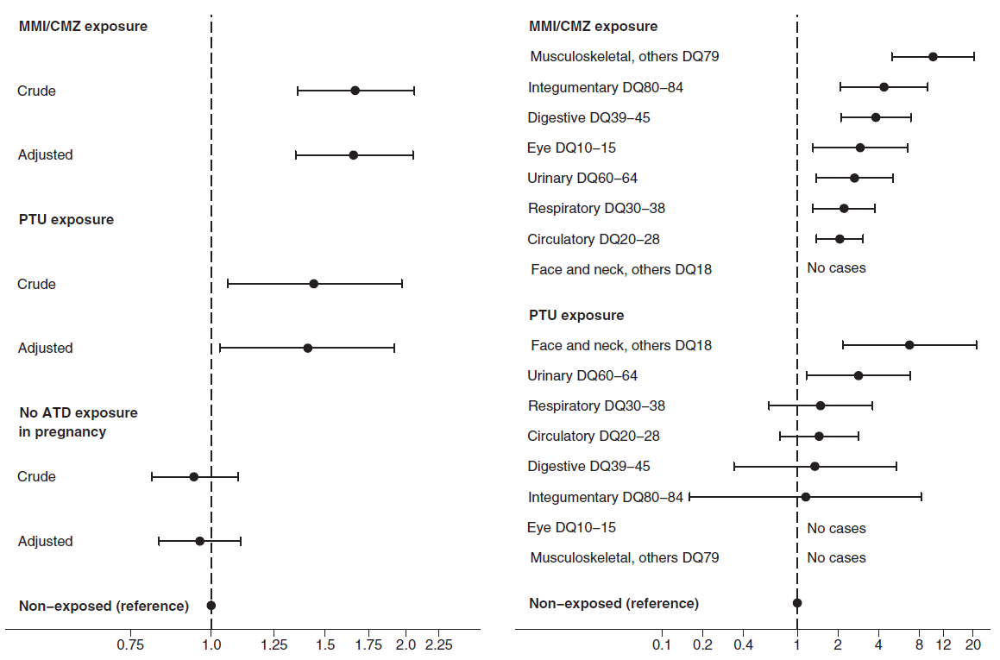 MMI/CMZ exposure
Crude
Adjusted
PTU exposure
Crude
Adjusted
No ATD exposure
in pregnancy
Crude
Adjusted
Non−exposed (reference)
0.75 1.0 1.25 1.5 1.75 2.0 2.25
MMI/CMZ exposure
Musculoskeletal, others DQ79
Integumentary DQ80−84
Digestive DQ39−45
Eye DQ10−15
Urinary DQ60−64
Respiratory DQ30−38
Circulatory DQ20−28
Face and neck, others DQ18 No cases
PTU exposure
Face and neck, others DQ18
Urinary DQ60−64
Respiratory DQ30−38
Circulatory DQ20−28
Digestive DQ39−45
Integumentary DQ80−84
Eye DQ10−15 No cases
Musculoskeletal, others DQ79 No cases
Non−exposed (reference)
0.1 0.2 0.4 1 2 4 8 12 20